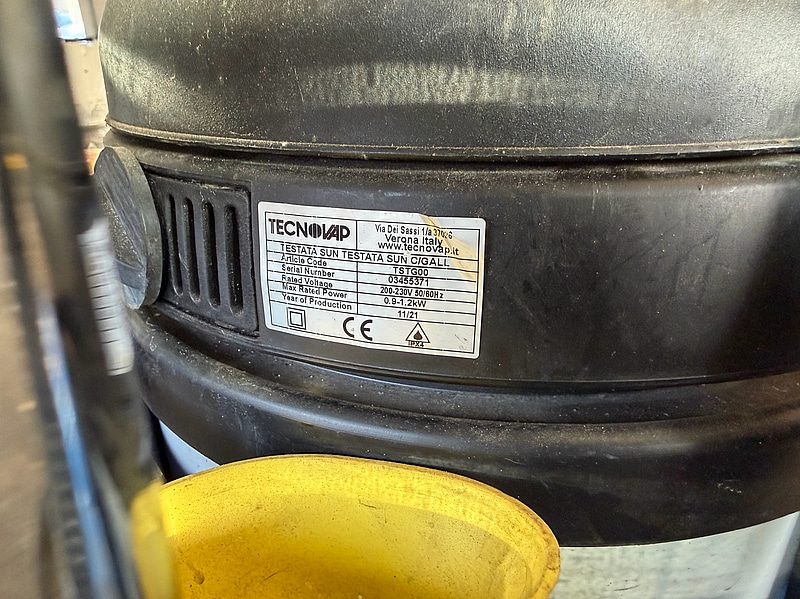 TECNOVAP
Via Dei Sassi 1/a
Verona Italy
www.tecnovap.it
TESTATA SUN TESTATA SUN C/GALL.
Article Code TSTG00
Serial Number 03455371
Rated Voltage 200-230V 50/60Hz
Max Rated Power 0.9-1.2kW
Year of Production 11/21
CE
IPX4